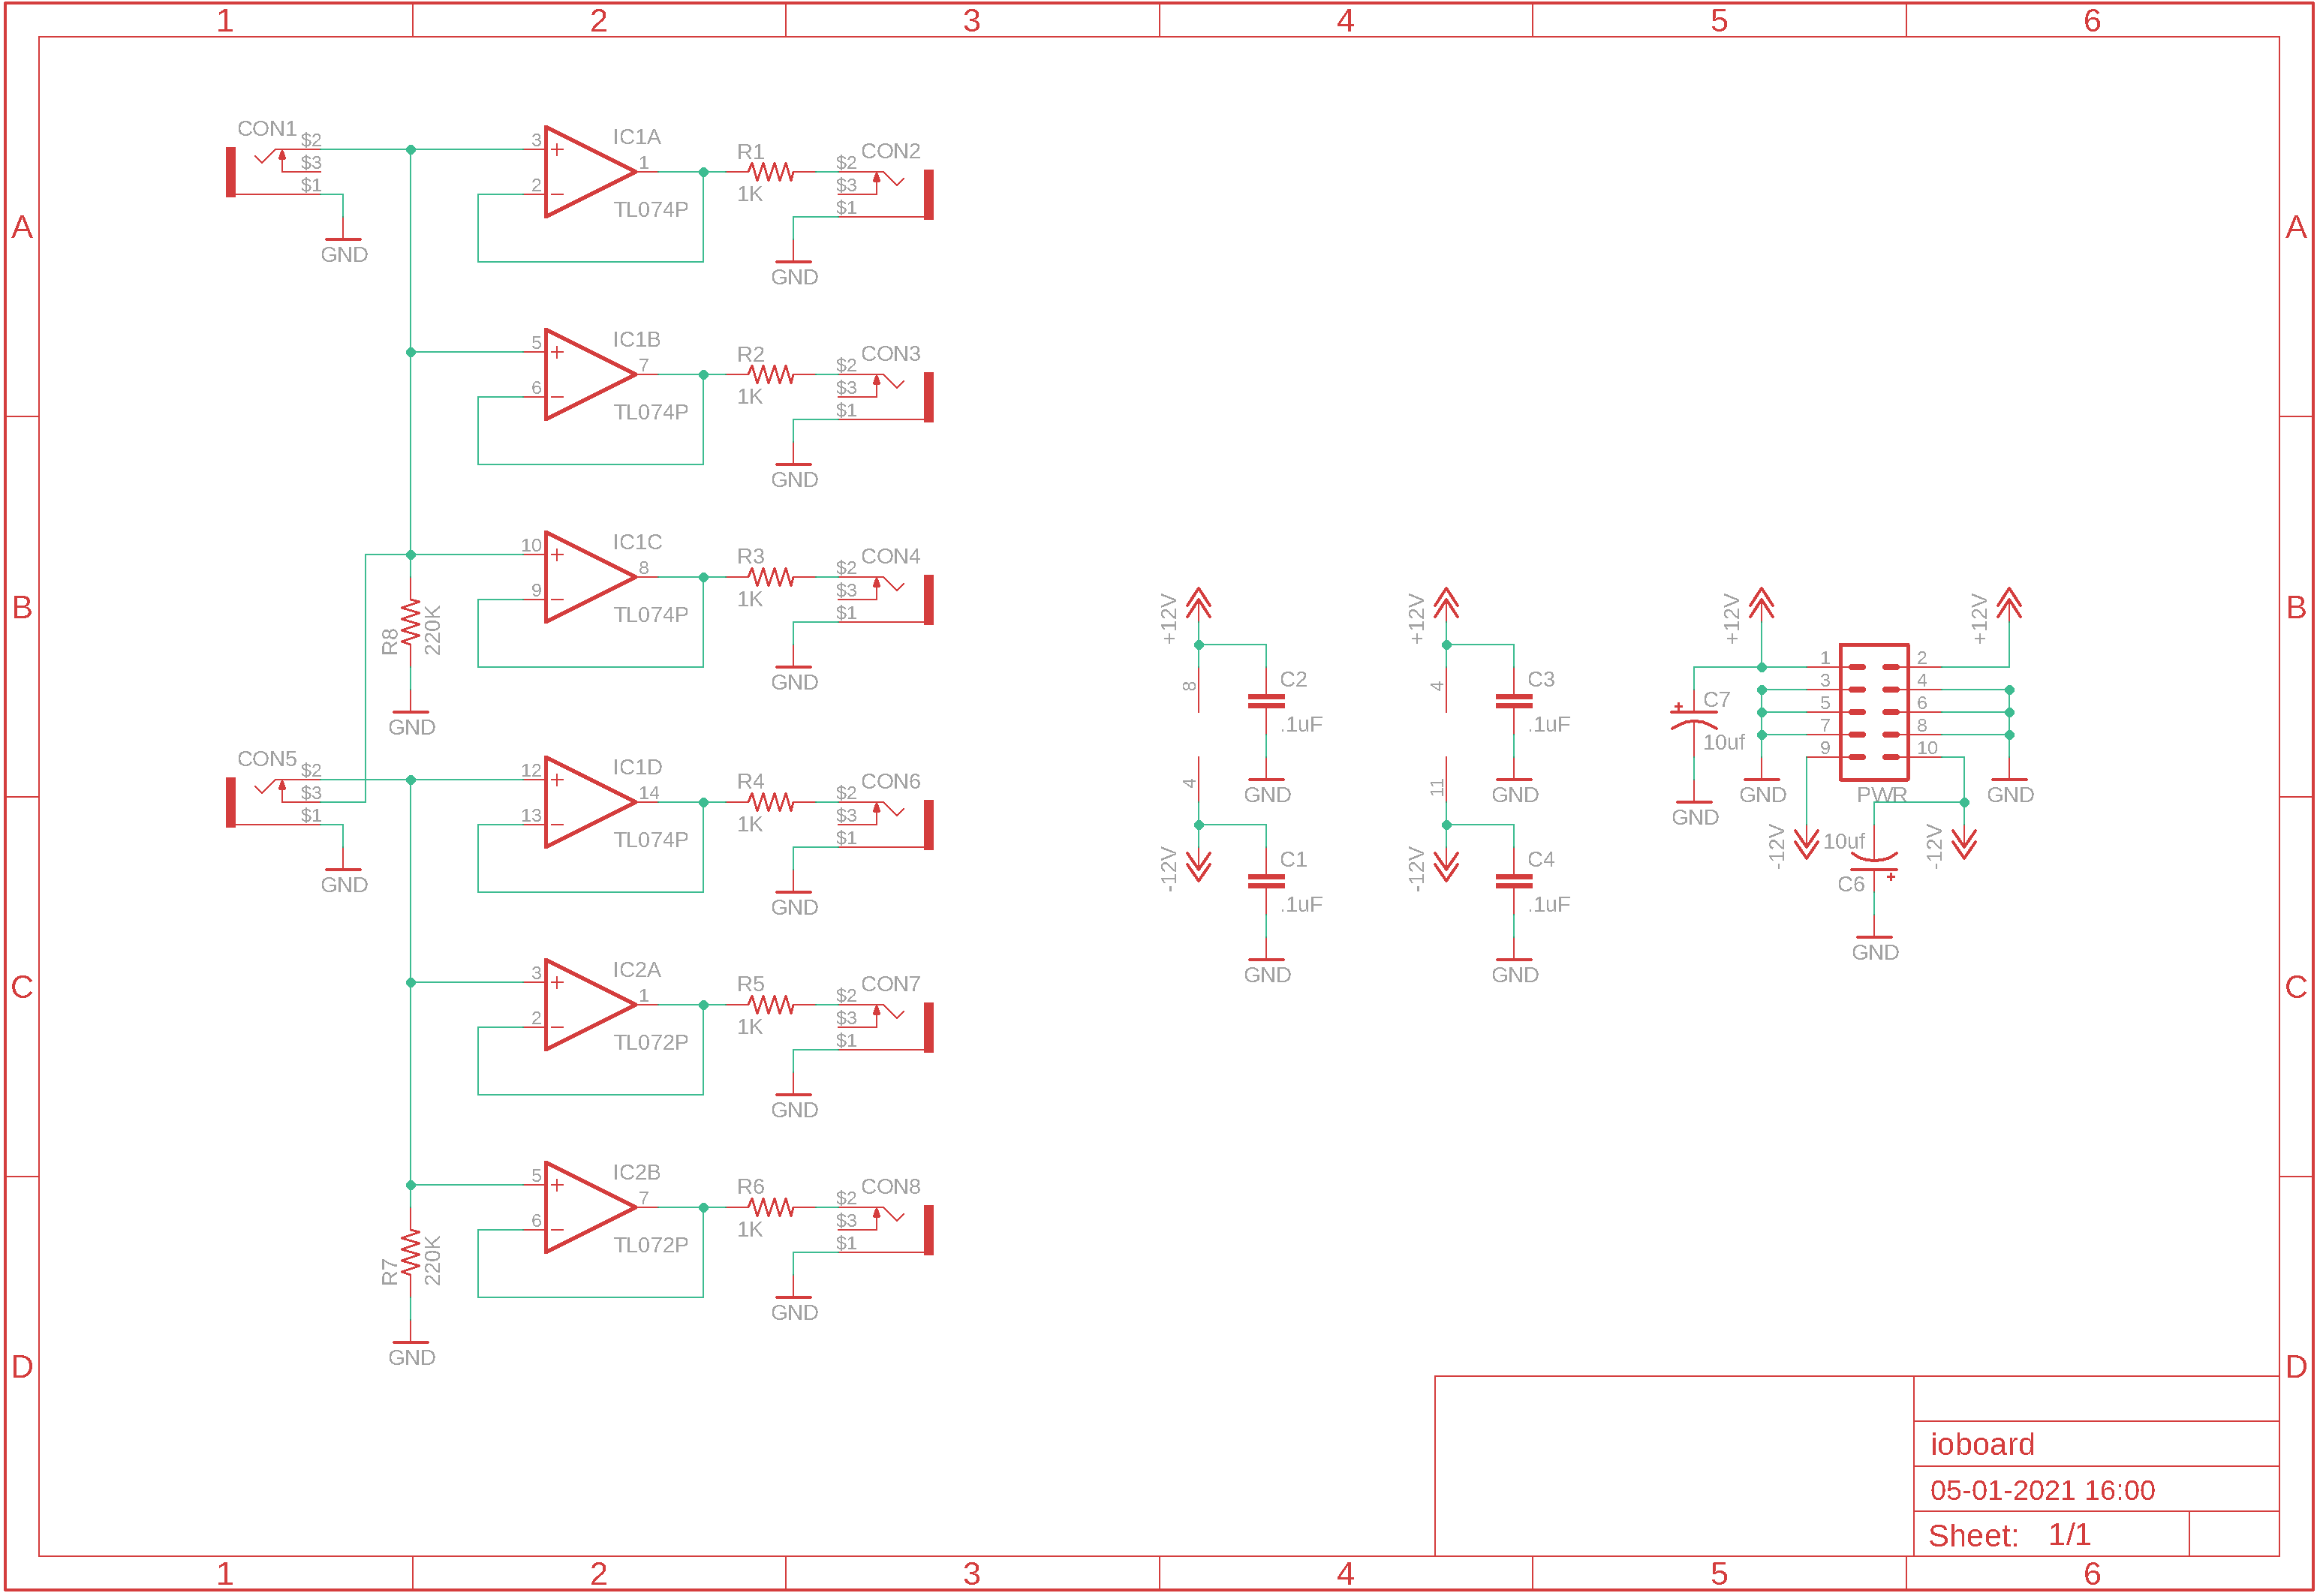 1 2 3 4 5 6
A A
B B
C C
D D
CON1
$2
$3
$1
GND
3
2
IC1A
1
TL074P
R1
1K
$2
$3
$1
CON2
GND
5
6
IC1B
7
TL074P
R2
1K
$2
$3
$1
CON3
GND
10
9
IC1C
8
TL074P
R3
1K
$2
$3
$1
CON4
GND
R8
220K
GND
CON5
$2
$3
$1
GND
12
13
IC1D
14
TL074P
R4
1K
$2
$3
$1
CON6
GND
3
2
IC2A
1
TL072P
R5
1K
$2
$3
$1
CON7
GND
5
6
IC2B
7
TL072P
R6
1K
$2
$3
$1
CON8
GND
R7
220K
GND
+12V
8
C2
.1uF
GND
4
-12V
C1
.1uF
GND
+12V
4
C3
.1uF
GND
11
-12V
C4
.1uF
GND
+12V
+12V
C7
10uf
GND
1 2
3 4
5 6
7 8
9 10
GND
PWR
GND
-12V
10uf
-12V
C6
GND
ioboard
05-01-2021 16:00
Sheet: 1/1
1 2 3 4 5 6